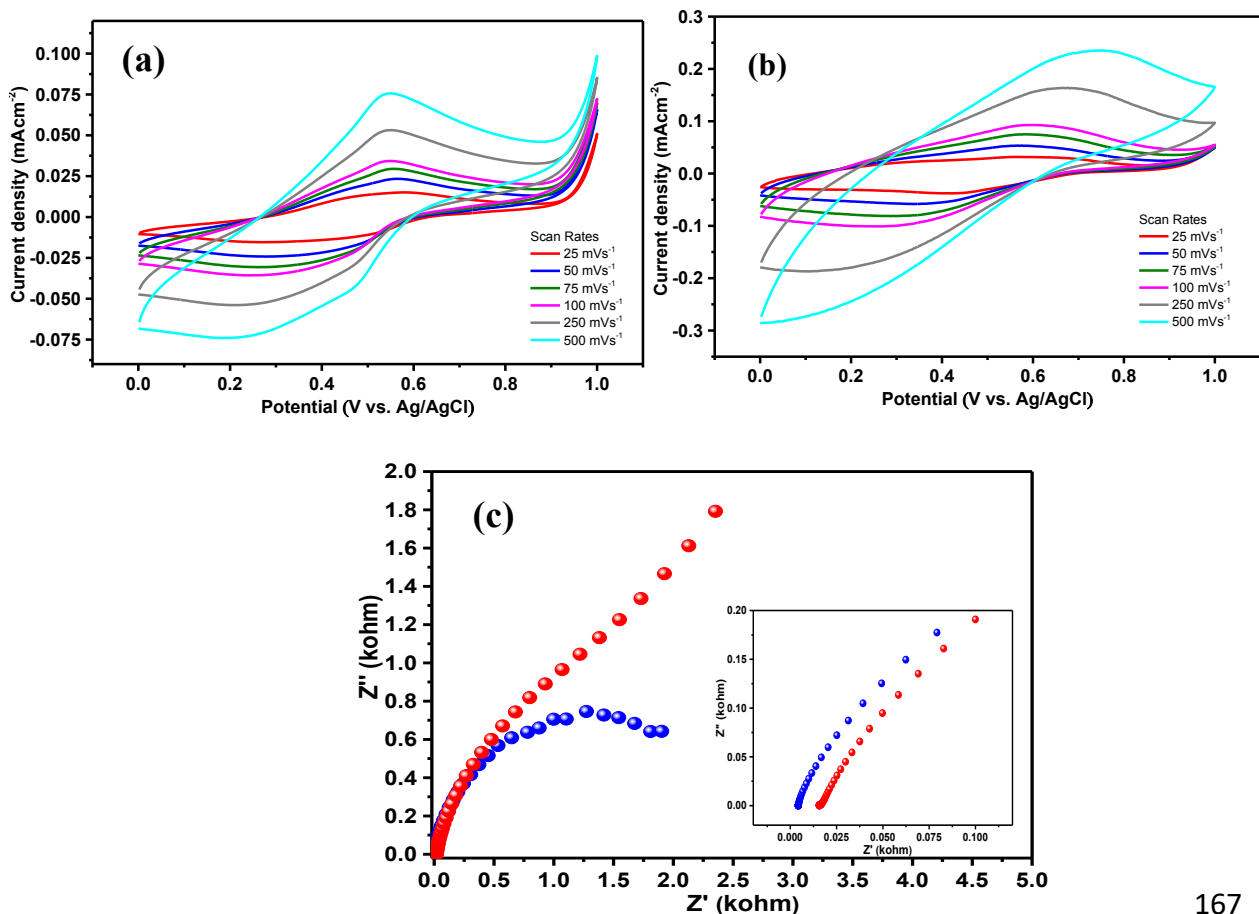 (a)
0.100
0.075
0.050
0.025
0.000
-0.025
-0.050
-0.075
Current density (mAcm⁻²)
0.0 0.2 0.4 0.6 0.8 1.0
Potential (V vs. Ag/AgCl)
Scan Rates
25 mVs⁻¹
50 mVs⁻¹
75 mVs⁻¹
100 mVs⁻¹
250 mVs⁻¹
500 mVs⁻¹
(b)
0.3
0.2
0.1
0.0
-0.1
-0.2
-0.3
Current density (mAcm⁻²)
0.0 0.2 0.4 0.6 0.8 1.0
Potential (V vs. Ag/AgCl)
Scan Rates
25 mVs⁻¹
50 mVs⁻¹
75 mVs⁻¹
100 mVs⁻¹
250 mVs⁻¹
500 mVs⁻¹
(c)
2.0
1.8
1.6
1.4
1.2
1.0
0.8
0.6
0.4
0.2
0.0
Z'' (kohm)
0.0 0.5 1.0 1.5 2.0 2.5 3.0 3.5 4.0 4.5 5.0
Z' (kohm)
0.20
0.15
0.10
0.05
0.00
Z'' (kohm)
0.000 0.025 0.050 0.075 0.100
Z' (kohm)
167